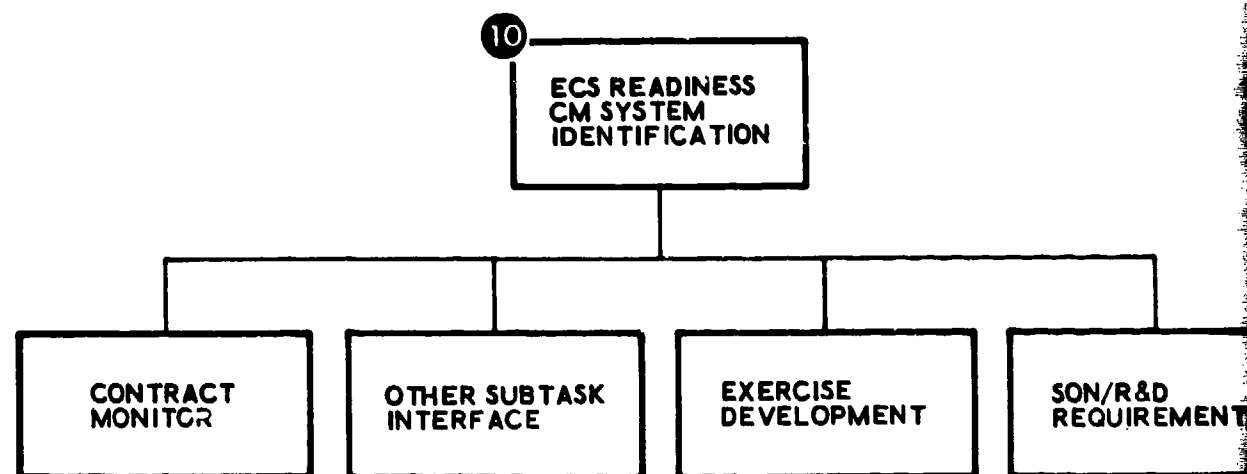 10
ECS READINESS
CM SYSTEM
IDENTIFICATION
CONTRACT
MONITOR
OTHER SUBTASK
INTERFACE
EXERCISE
DEVELOPMENT
SON/R&D
REQUIREMENT